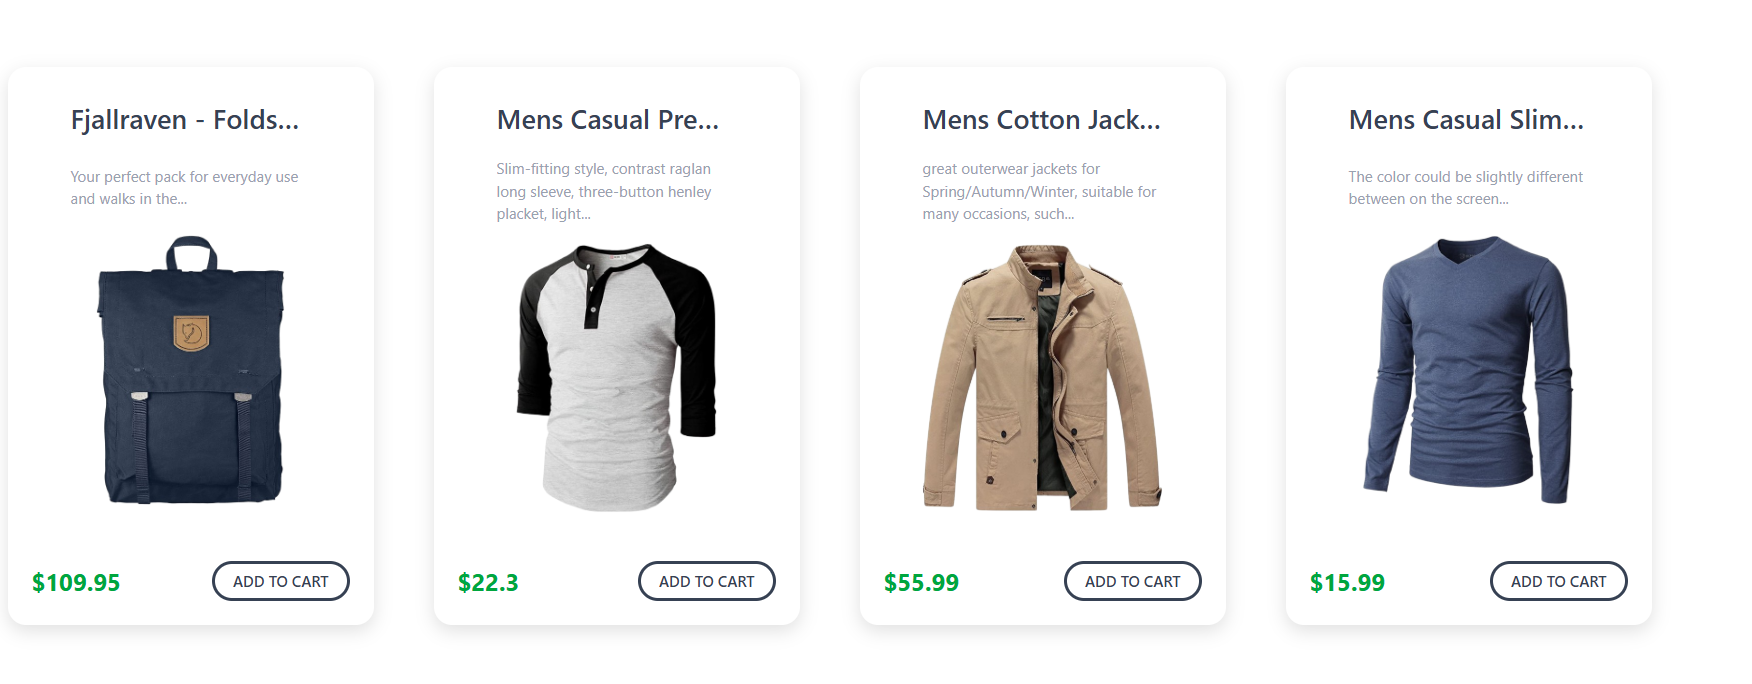 Fjallraven - Folds...
Your perfect pack for everyday use
and walks in the...
$109.95
ADD TO CART
Mens Casual Pre...
Slim-fitting style, contrast raglan
long sleeve, three-button henley
placket, light...
$22.3
ADD TO CART
Mens Cotton Jack...
great outerwear jackets for
Spring/Autumn/Winter, suitable for
many occasions, such...
$55.99
ADD TO CART
Mens Casual Slim...
The color could be slightly different
between on the screen...
$15.99
ADD TO CART